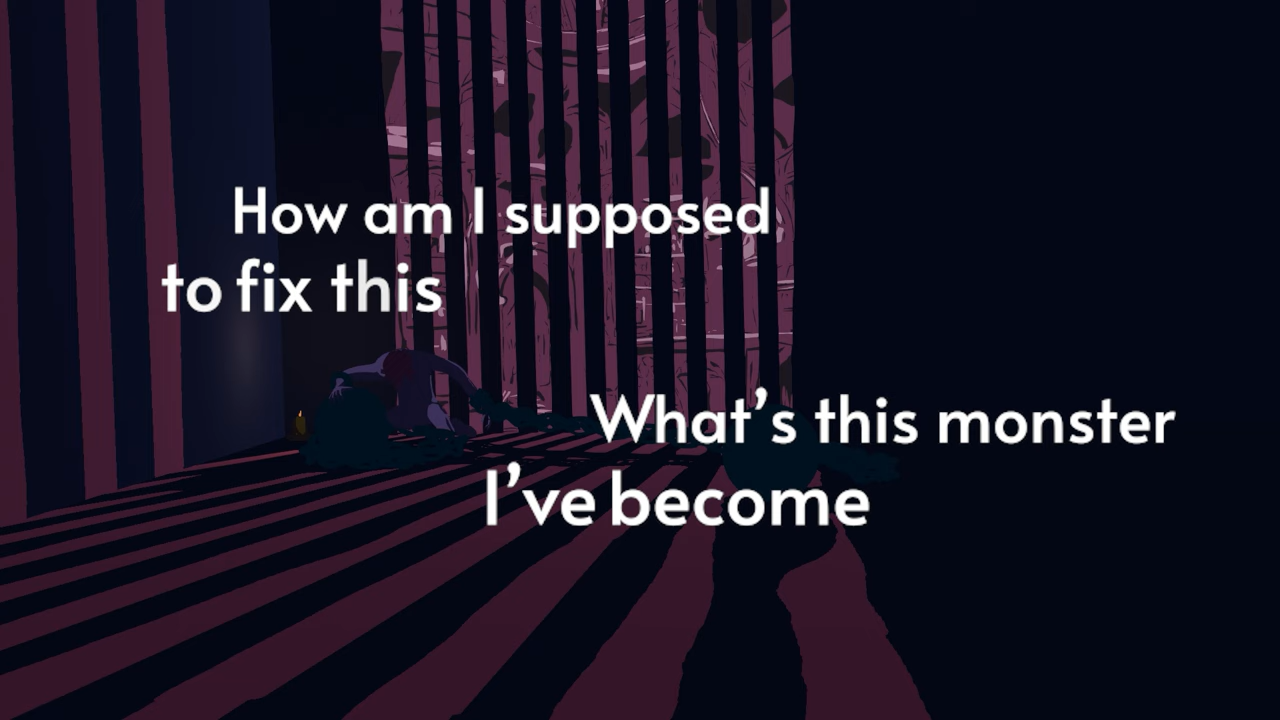 How am I supposed
to fix this
What’s this monster
I’ve become